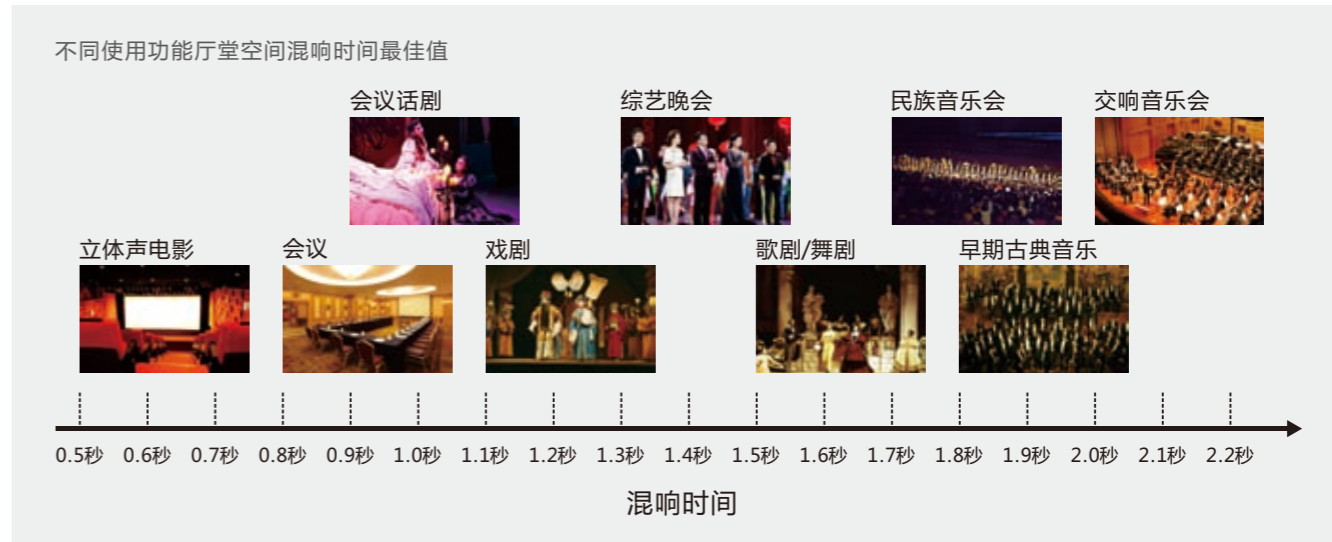 不同使用功能厅堂空间混响时间最佳值
会议话剧 综艺晚会 民族音乐会 交响音乐会
立体声电影 会议 戏剧 歌剧/舞剧 早期古典音乐
0.5秒 0.6秒 0.7秒 0.8秒 0.9秒 1.0秒 1.1秒 1.2秒 1.3秒 1.4秒 1.5秒 1.6秒 1.7秒 1.8秒 1.9秒 2.0秒 2.1秒 2.2秒
混响时间